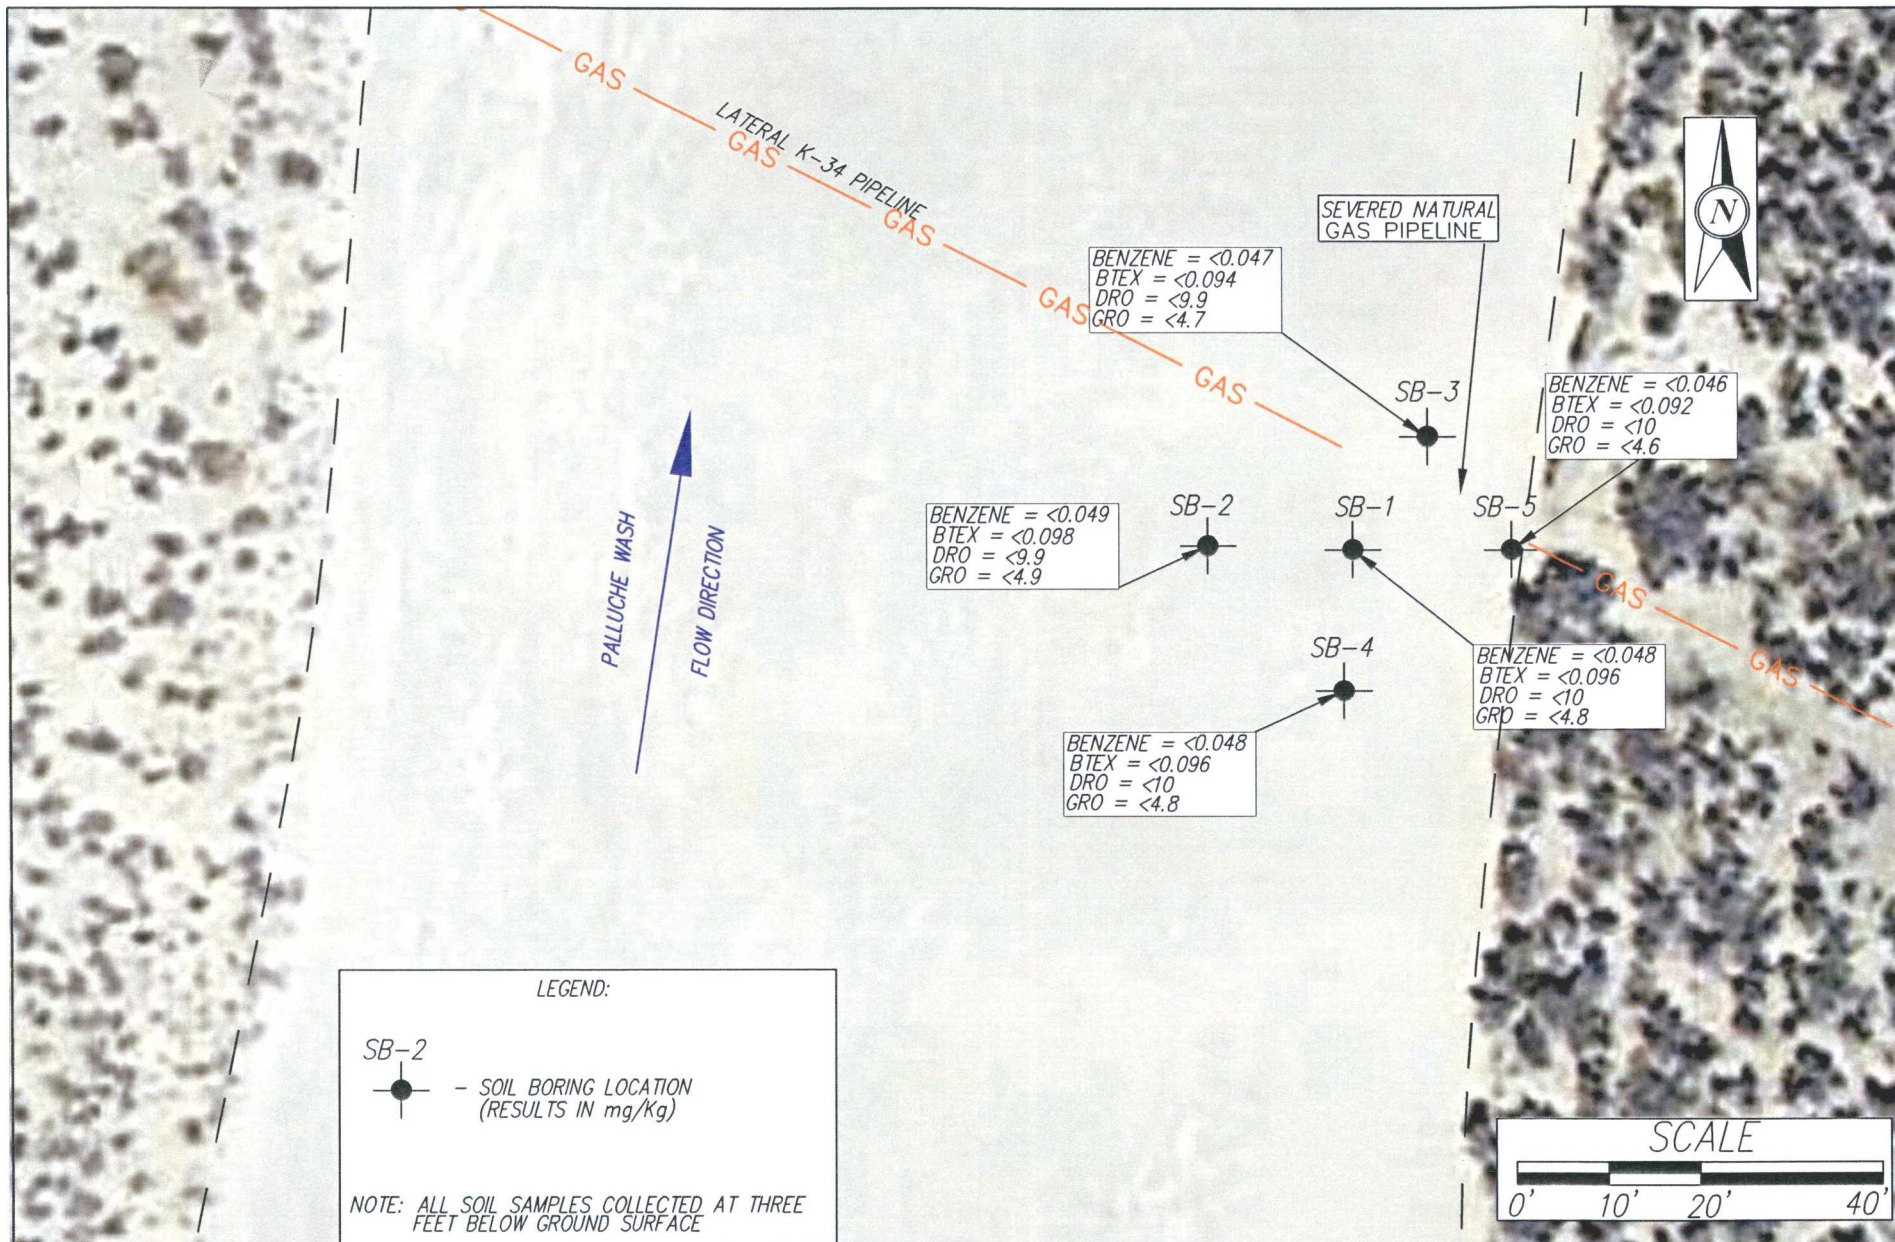 GAS
LATERAL K-34 PIPELINE
GAS
GAS
GAS
GAS
SEVERED NATURAL
GAS PIPELINE
N
BENZENE = <0.047
BTEX = <0.094
DRO = <9.9
GRO = <4.7
SB-3
BENZENE = <0.046
BTEX = <0.092
DRO = <10
GRO = <4.6
SB-5
BENZENE = <0.049
BTEX = <0.098
DRO = <9.9
GRO = <4.9
SB-2
SB-1
BENZENE = <0.048
BTEX = <0.096
DRO = <10
GRO = <4.8
GAS
GAS
SB-4
BENZENE = <0.048
BTEX = <0.096
DRO = <10
GRO = <4.8
PALLUCHE WASH
FLOW DIRECTION
LEGEND:
SB-2
- SOIL BORING LOCATION
(RESULTS IN mg/Kg)
NOTE: ALL SOIL SAMPLES COLLECTED AT THREE
FEET BELOW GROUND SURFACE
SCALE
0' 10' 20' 40'